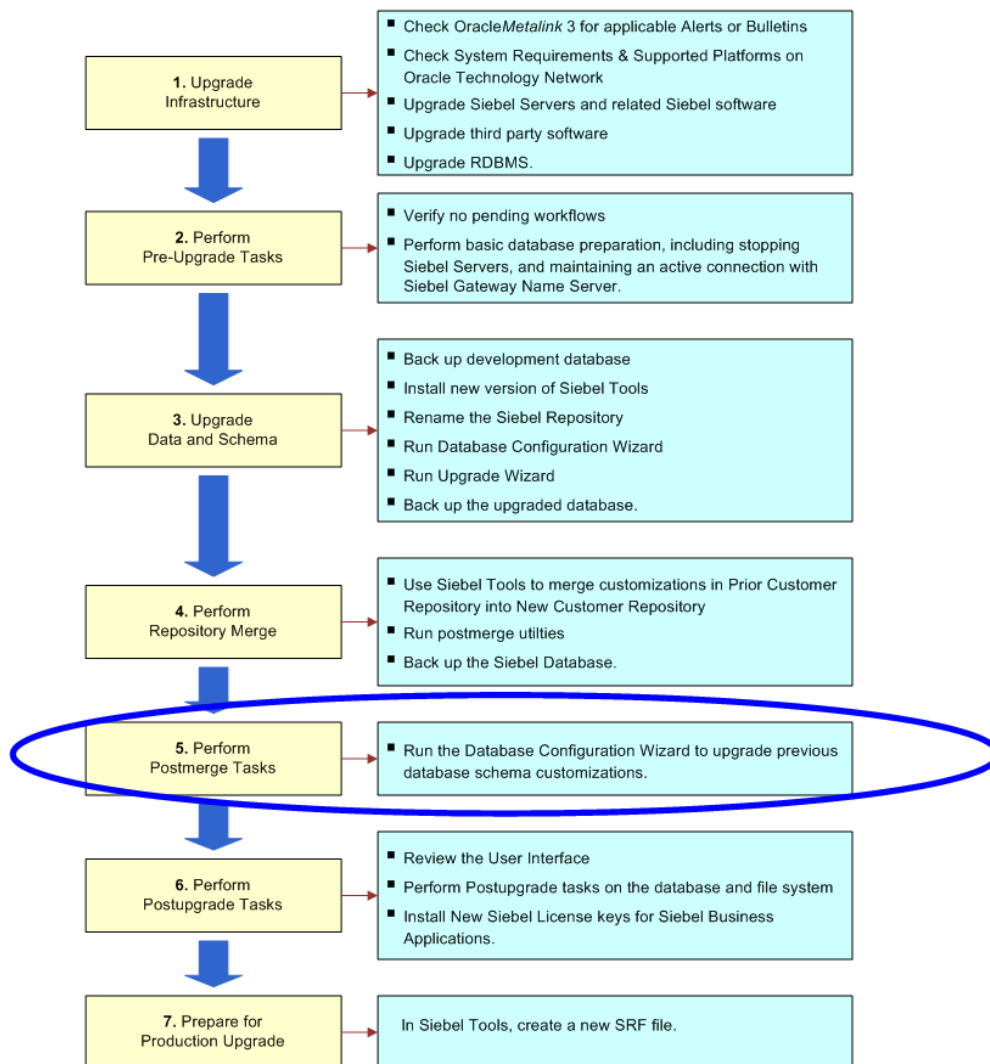 1. Upgrade
Infrastructure
▪ Check OracleMetalink 3 for applicable Alerts or Bulletins
▪ Check System Requirements & Supported Platforms on
Oracle Technology Network
▪ Upgrade Siebel Servers and related Siebel software
▪ Upgrade third party software
▪ Upgrade RDBMS.
2. Perform
Pre-Upgrade Tasks
▪ Verify no pending workflows
▪ Perform basic database preparation, including stopping
Siebel Servers, and maintaining an active connection with
Siebel Gateway Name Server.
3. Upgrade
Data and Schema
▪ Back up development database
▪ Install new version of Siebel Tools
▪ Rename the Siebel Repository
▪ Run Database Configuration Wizard
▪ Run Upgrade Wizard
▪ Back up the upgraded database.
4. Perform
Repository Merge
▪ Use Siebel Tools to merge customizations in Prior Customer
Repository into New Customer Repository
▪ Run postmerge utilties
▪ Back up the Siebel Database.
5. Perform
Postmerge Tasks
▪ Run the Database Configuration Wizard to upgrade previous
database schema customizations.
6. Perform
Postupgrade Tasks
▪ Review the User Interface
▪ Perform Postupgrade tasks on the database and file system
▪ Install New Siebel License keys for Siebel Business
Applications.
7. Prepare for
Production Upgrade
In Siebel Tools, create a new SRF file.